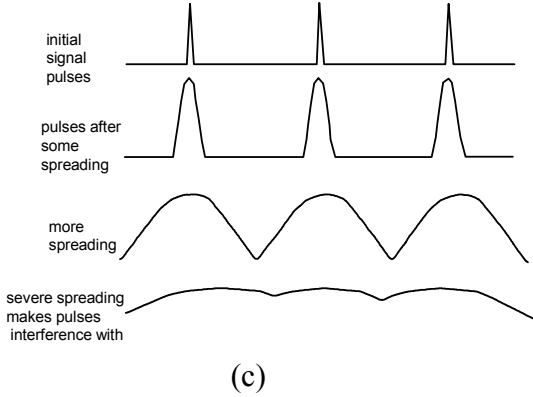 initial
signal
pulses
pulses after
some
spreading
more
spreading
severe spreading
makes pulses
interference with
(c)